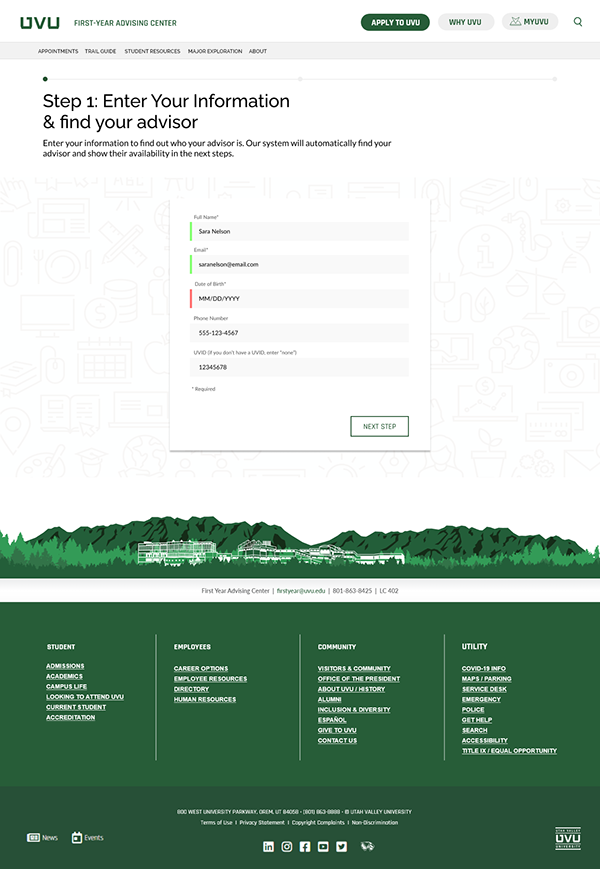 UVU FIRST-YEAR ADVISING CENTER
APPLY TO UVU
WHY UVU
MYUVU
APPOINTMENTS TRAIL GUIDE STUDENT RESOURCES MAJOR EXPLORATION ABOUT
Step 1: Enter Your Information
& find your advisor
Enter your information to find out who your advisor is. Our system will automatically find your
advisor and show their availability in the next steps.
Full Name*
Sara Nelson
Email*
saranelson@email.com
Date of Birth*
MM/DD/YYYY
Phone Number
555-123-4567
UVID (if you don't have a UVID, enter "none")
12345678
* Required
NEXT STEP
First Year Advising Center | firstyear@uvu.edu | 801-863-8425 | LC 402
STUDENT
ADMISSIONS
ACADEMICS
CAMPUS LIFE
LOOKING TO ATTEND UVU
CURRENT STUDENT
ACCREDITATION
EMPLOYEES
CAREER OPTIONS
EMPLOYEE RESOURCES
DIRECTORY
HUMAN RESOURCES
COMMUNITY
VISITORS & COMMUNITY
OFFICE OF THE PRESIDENT
ABOUT UVU / HISTORY
ALUMNI
INCLUSION & DIVERSITY
ESPAÑOL
GIVE TO UVU
CONTACT US
UTILITY
COVID-19 INFO
MAPS / PARKING
SERVICE DESK
EMERGENCY
POLICE
GET HELP
SEARCH
ACCESSIBILITY
TITLE IX / EQUAL OPPORTUNITY
800 WEST UNIVERSITY PARKWAY, OREM, UT 84058 · (801) 863-8888 · © UTAH VALLEY UNIVERSITY
Terms of Use | Privacy Statement | Copyright Complaints | Non-Discrimination
News
Events
UTAH VALLEY
UVU
UNIVERSITY